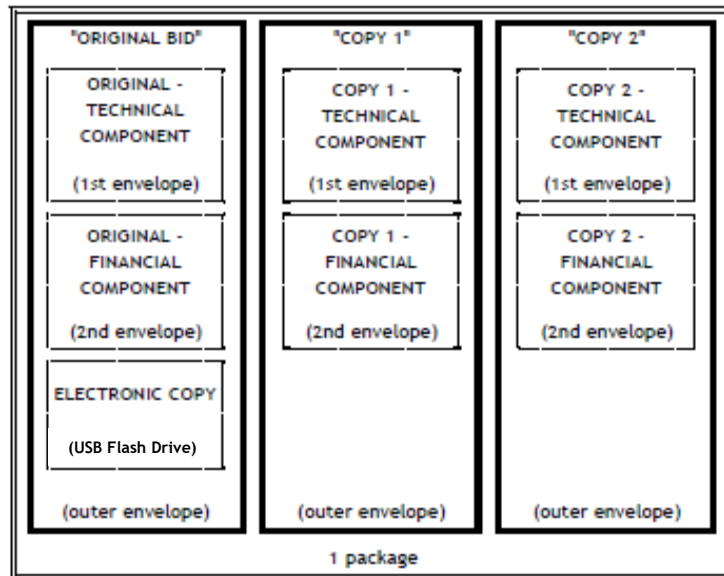 "ORIGINAL BID"
ORIGINAL -
TECHNICAL
COMPONENT
(1st envelope)
ORIGINAL -
FINANCIAL
COMPONENT
(2nd envelope)
ELECTRONIC COPY
(USB Flash Drive)
(outer envelope)
"COPY 1"
COPY 1 -
TECHNICAL
COMPONENT
(1st envelope)
COPY 1 -
FINANCIAL
COMPONENT
(2nd envelope)
(outer envelope)
"COPY 2"
COPY 2 -
TECHNICAL
COMPONENT
(1st envelope)
COPY 2 -
FINANCIAL
COMPONENT
(2nd envelope)
(outer envelope)
1 package